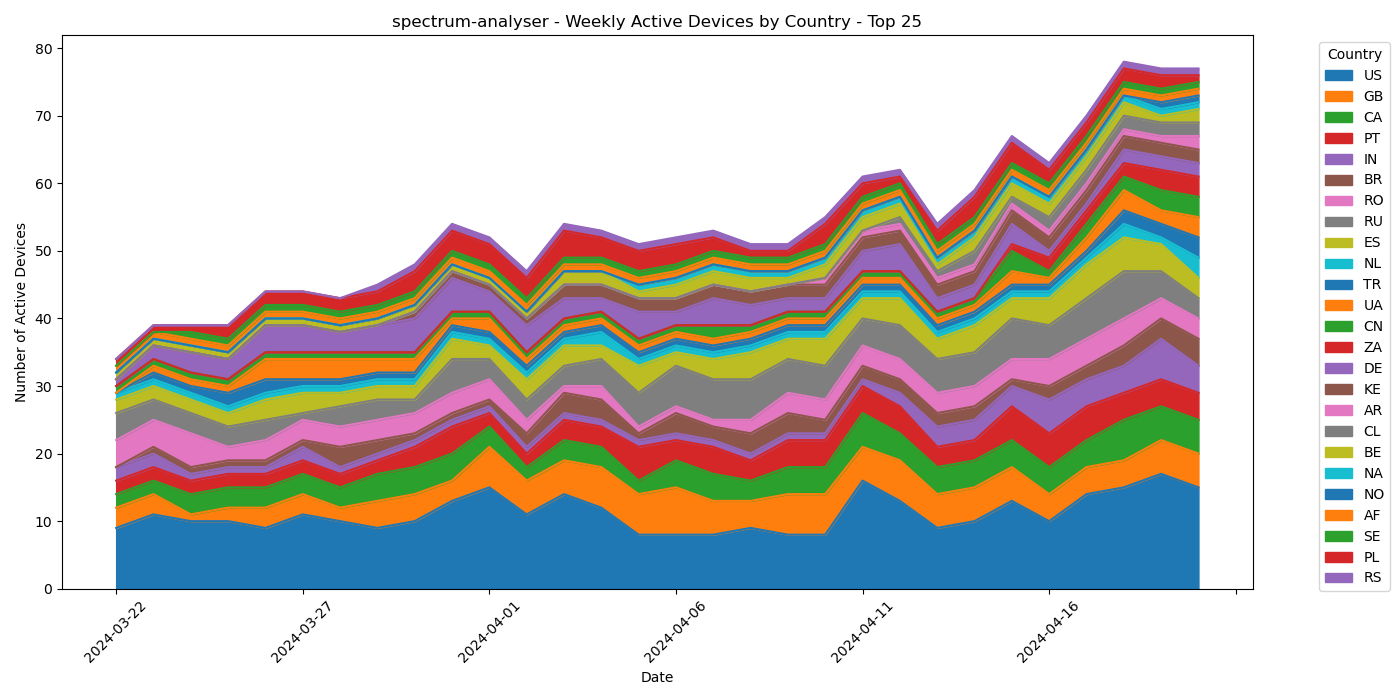 spectrum-analyser - Weekly Active Devices by Country - Top 25
80
70
60
50
40
30
20
10
0
Number of Active Devices
2024-03-22
2024-03-27
2024-04-01
2024-04-06
2024-04-11
2024-04-16
Date
Country
US
GB
CA
PT
IN
BR
RO
RU
ES
NL
TR
UA
CN
ZA
DE
KE
AR
CL
BE
NA
NO
AF
SE
PL
RS